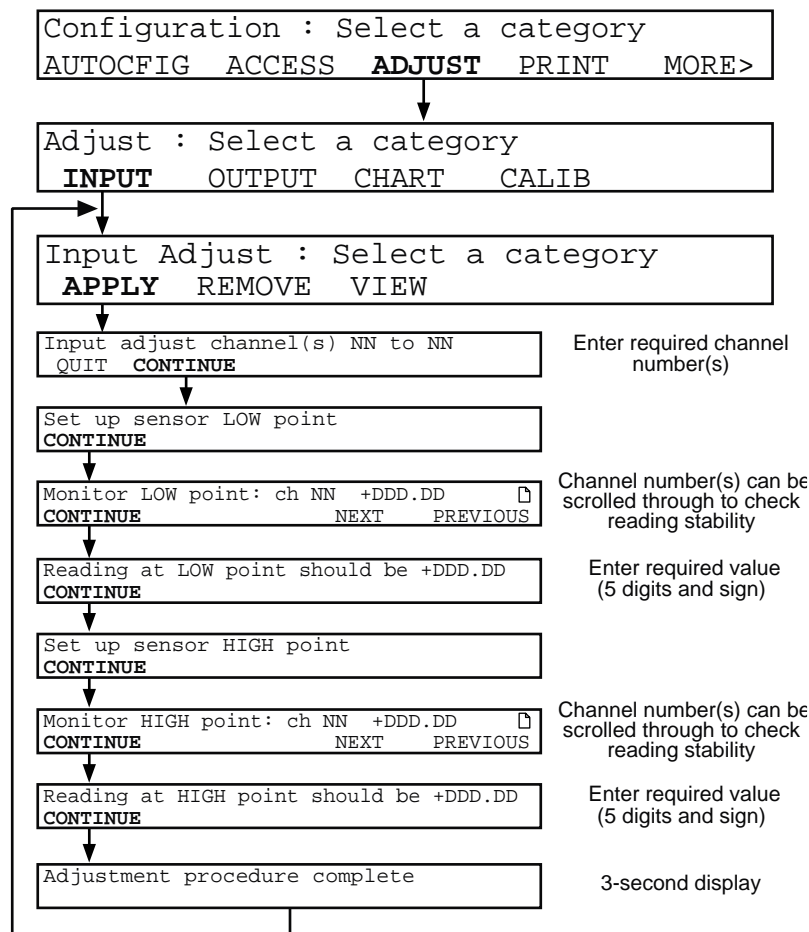 Configuration : Select a category
AUTOCFIG ACCESS ADJUST PRINT MORE>
Adjust : Select a category
INPUT OUTPUT CHART CALIB
Input Adjust : Select a category
APPLY REMOVE VIEW
Input adjust channel(s) NN to NN
QUIT CONTINUE
Enter required channel
number(s)
Set up sensor LOW point
CONTINUE
Monitor LOW point: ch NN +DDD.DD
CONTINUE NEXT PREVIOUS
Channel number(s) can be
scrolled through to check
reading stability
Reading at LOW point should be +DDD.DD
CONTINUE
Enter required value
(5 digits and sign)
Set up sensor HIGH point
CONTINUE
Monitor HIGH point: ch NN +DDD.DD
CONTINUE NEXT PREVIOUS
Channel number(s) can be
scrolled through to check
reading stability
Reading at HIGH point should be +DDD.DD
CONTINUE
Enter required value
(5 digits and sign)
Adjustment procedure complete
3-second display